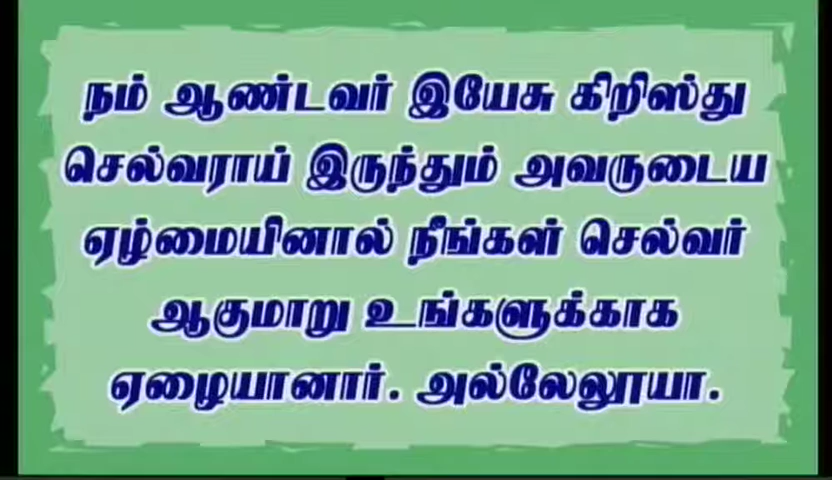 நம் ஆண்டவர் இயேசு கிறிஸ்து
செல்வராய் இருந்தும் அவருடைய
ஏழ்மையினால் நீங்கள் செல்வர்
ஆகுமாறு உங்களுக்காக
ஏழையானார். அல்லேலூயா.